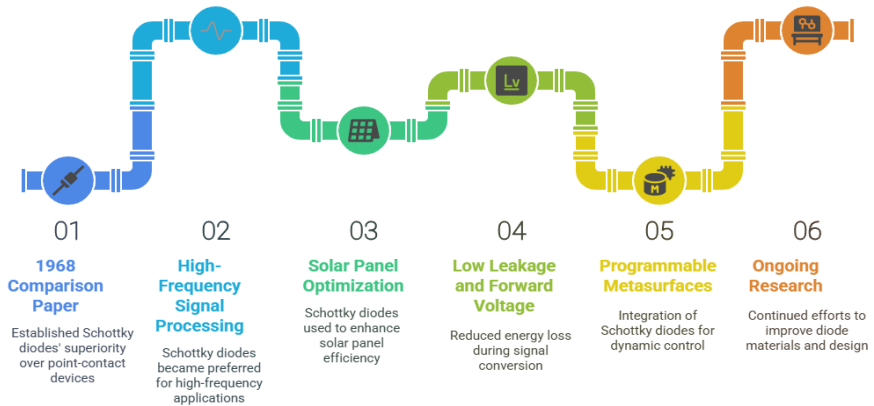 Lv
M
01
1968
Comparison
Paper
Established Schottky
diodes' superiority
over point-contact
devices
02
High-
Frequency
Signal
Processing
Schottky diodes
became preferred
for high-frequency
applications
03
Solar Panel
Optimization
Schottky diodes
used to enhance
solar panel
efficiency
04
Low Leakage
and Forward
Voltage
Reduced energy loss
during signal
conversion
05
Programmable
Metasurfaces
Integration of
Schottky diodes for
dynamic control
06
Ongoing
Research
Continued efforts to
improve diode
materials and design